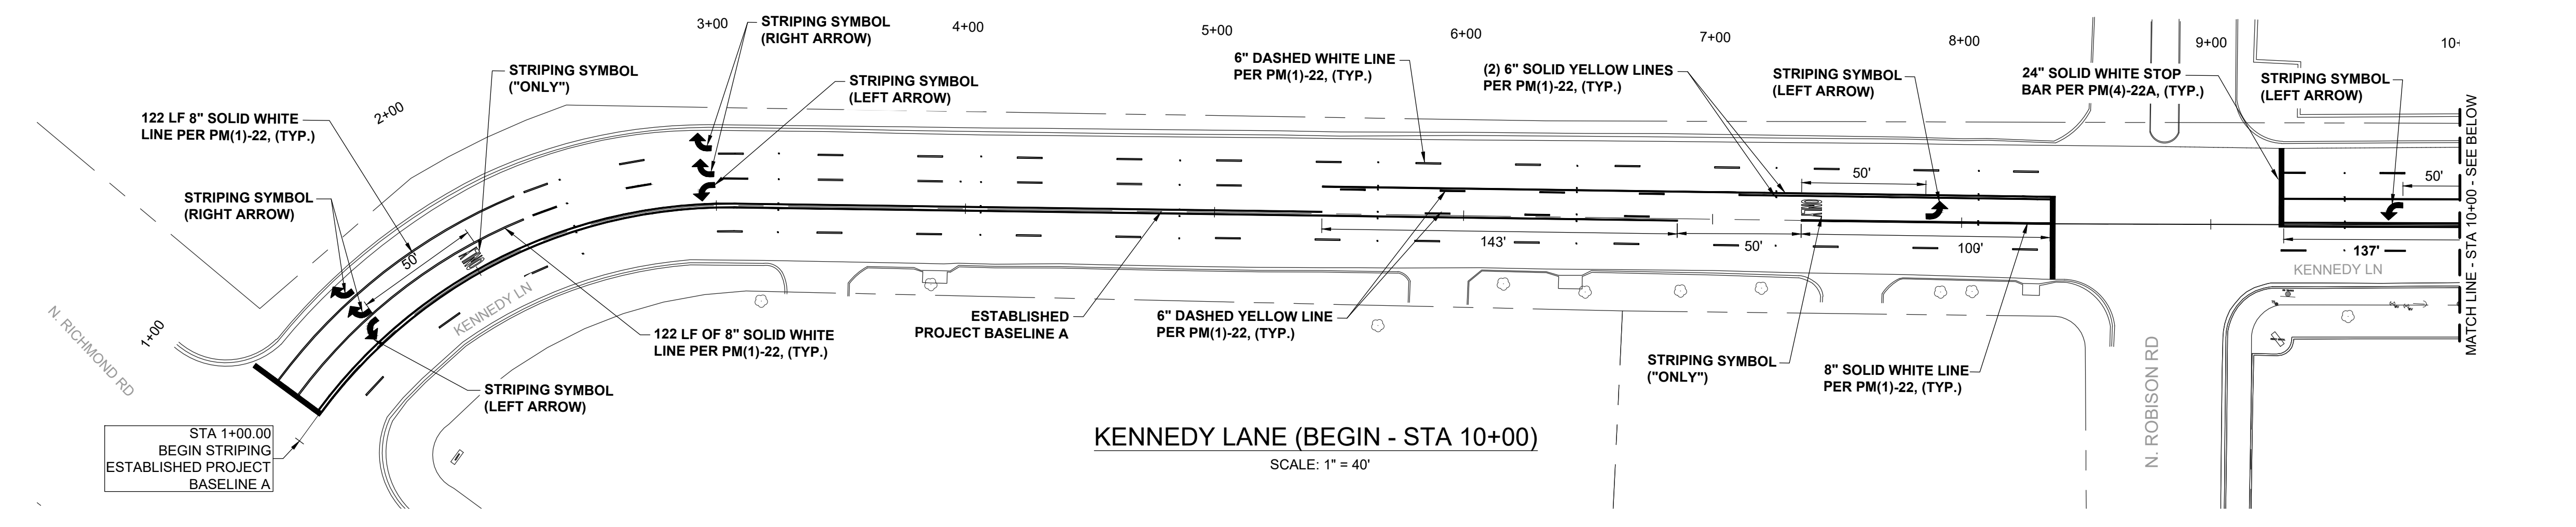 3+00
4+00
5+00
6+00
7+00
8+00
9+00
10+
2+00
1+00
STRIPING SYMBOL
(RIGHT ARROW)
STRIPING SYMBOL
("ONLY")
STRIPING SYMBOL
(LEFT ARROW)
122 LF 8" SOLID WHITE
LINE PER PM(1)-22, (TYP.)
STRIPING SYMBOL
(RIGHT ARROW)
6" DASHED WHITE LINE
PER PM(1)-22, (TYP.)
(2) 6" SOLID YELLOW LINES
PER PM(1)-22, (TYP.)
STRIPING SYMBOL
(LEFT ARROW)
24" SOLID WHITE STOP
BAR PER PM(4)-22A, (TYP.)
STRIPING SYMBOL
(LEFT ARROW)
MATCH LINE - STA 10+00 - SEE BELOW
50'
50'
50'
ONLY
ONLY
143'
50'
100'
137'
KENNEDY LN
KENNEDY LN
N. RICHMOND RD
122 LF OF 8" SOLID WHITE
LINE PER PM(1)-22, (TYP.)
STRIPING SYMBOL
(LEFT ARROW)
ESTABLISHED
PROJECT BASELINE A
6" DASHED YELLOW LINE
PER PM(1)-22, (TYP.)
STRIPING SYMBOL
("ONLY")
8" SOLID WHITE LINE
PER PM(1)-22, (TYP.)
N. ROBISON RD
STA 1+00.00
BEGIN STRIPING
ESTABLISHED PROJECT
BASELINE A
KENNEDY LANE (BEGIN - STA 10+00)
SCALE: 1" = 40'